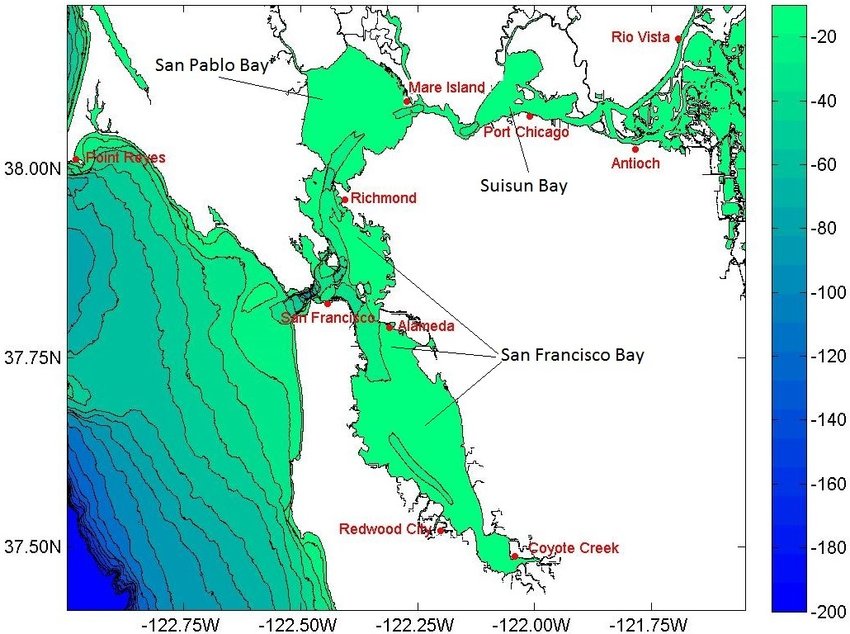 Rio Vista
-20
San Pablo Bay
Mare Island
-40
Port Chicago
Point Reyes
38.00N
Antioch
-60
Suisun Bay
Richmond
-80
-100
San Francisco
Alameda
37.75N
San Francisco Bay
-120
-140
-160
Redwood City
Coyote Creek
37.50N
-180
-200
-122.75W
-122.50W
-122.25W
-122.0W
-121.75W